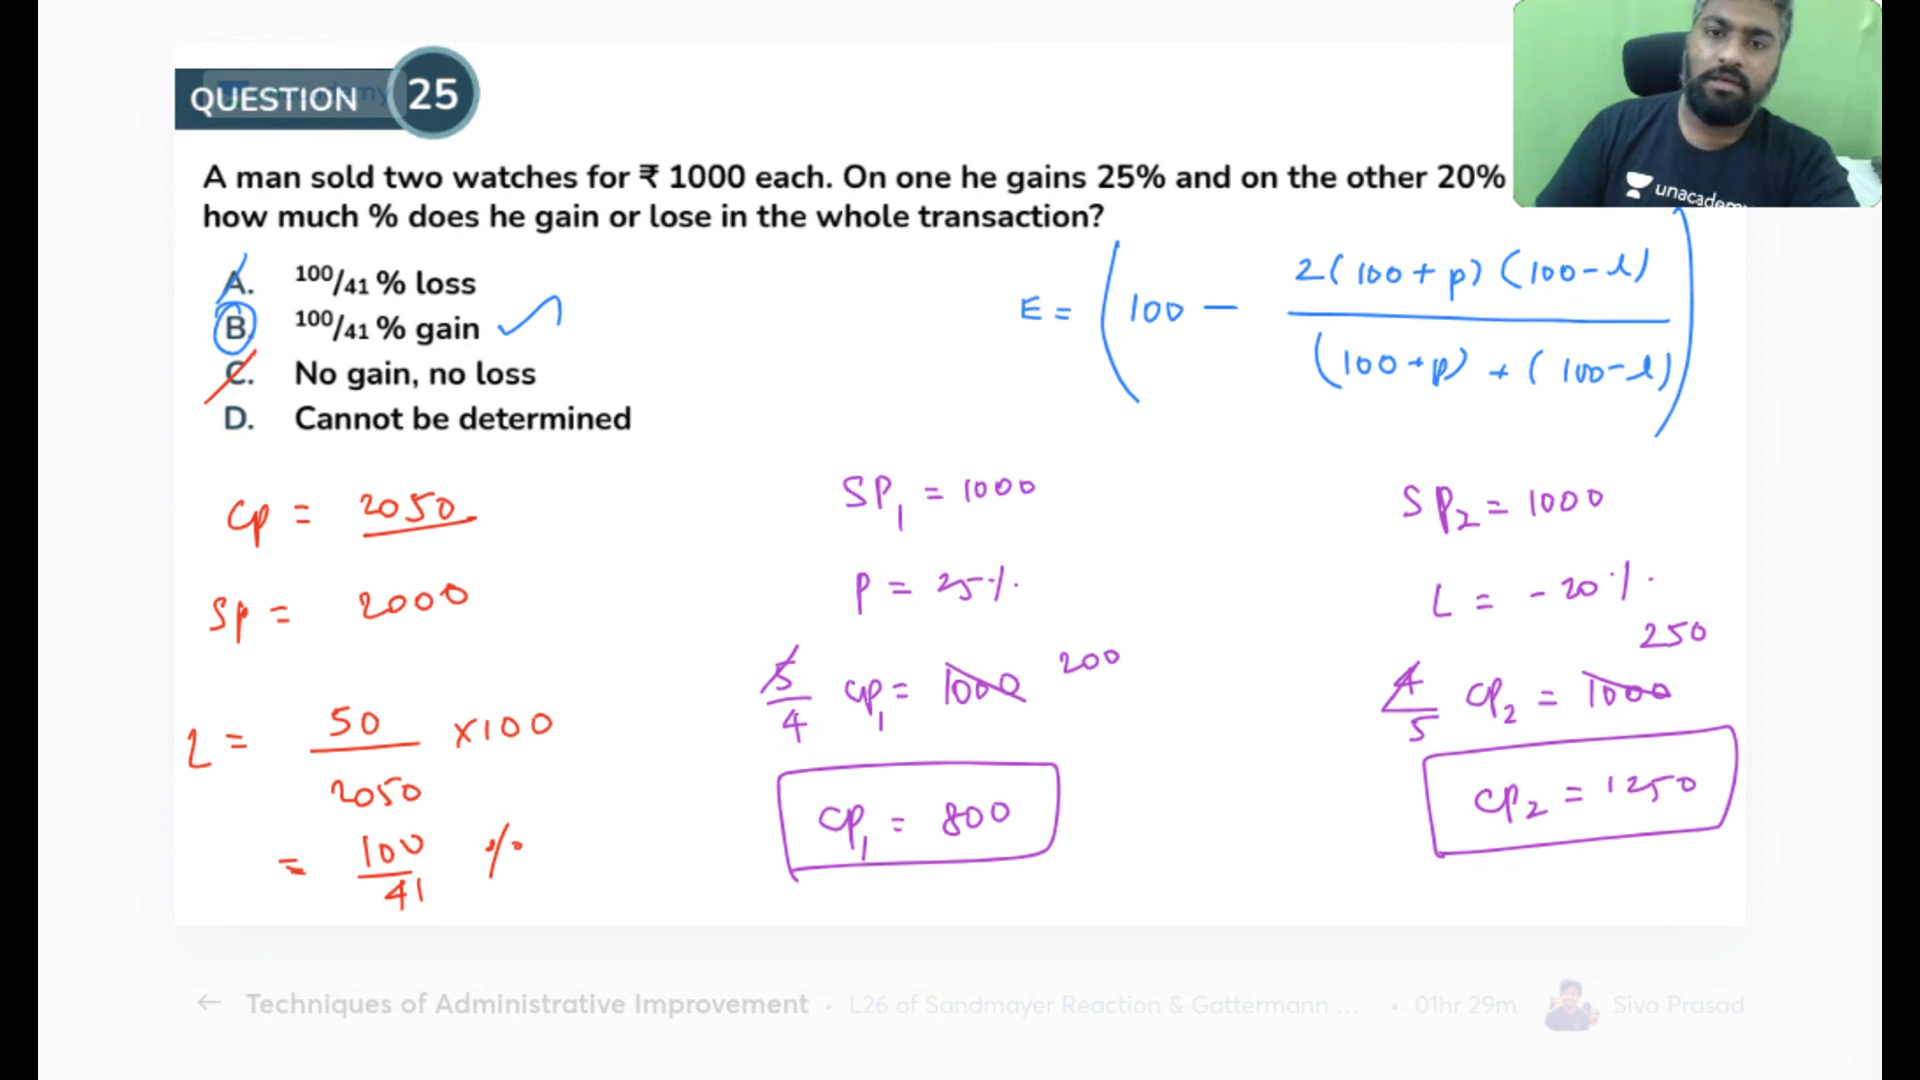 QUESTION 25
A man sold two watches for ₹ 1000 each. On one he gains 25% and on the other 20%
how much % does he gain or lose in the whole transaction?
A. 100/41 % loss
B. 100/41 % gain
C. No gain, no loss
D. Cannot be determined
E = (100 - 2(100+p)(100-l) / (100+p) + (100-l))
CP = 2050
SP = 2000
L = 50/2050 ×100
= 100/41 %
SP1 = 1000
P = 25%
5/4 CP1 = 1000 200
CP1 = 800
SP2 = 1000
L = -20%
250
4/5 CP2 = 1000
CP2 = 1250
unacademy
← Techniques of Administrative Improvement • L26 of Sandmayer Reaction & Gattermann ... • 01hr 29m Siva Prasad